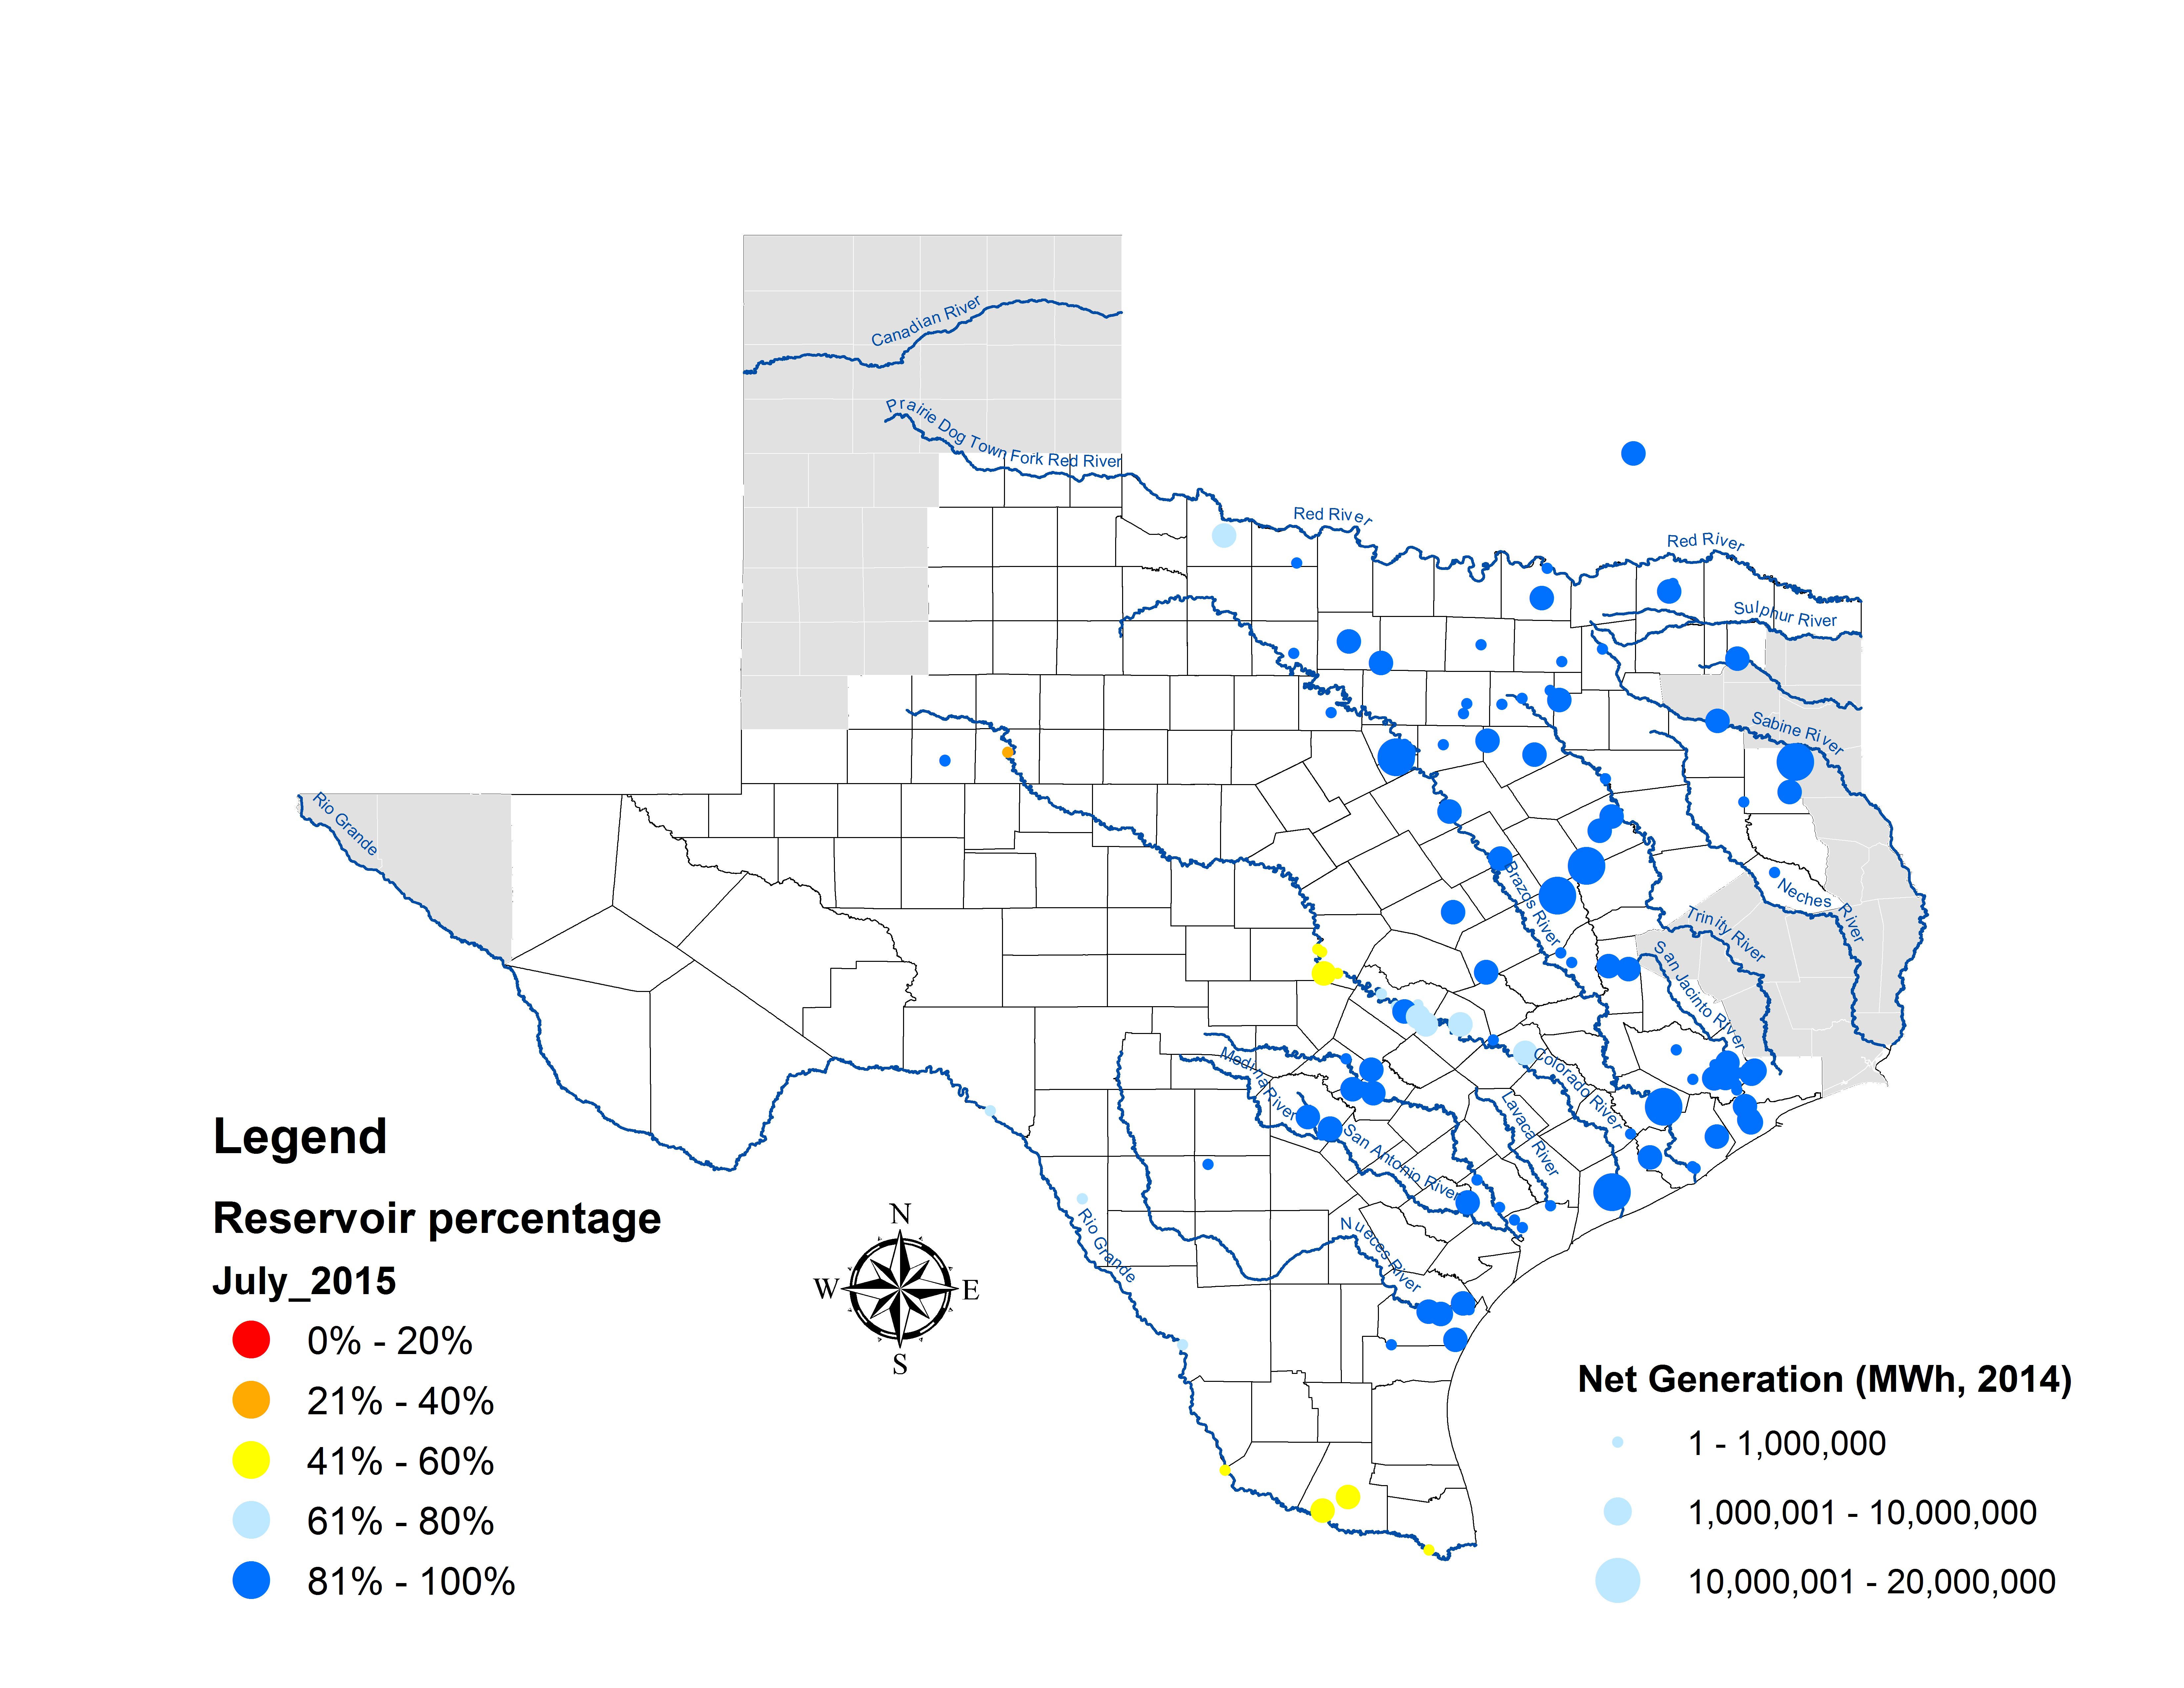 Canadian River
Prairie Dog Town Fork Red River
Red River
Red River
Sulphur River
Sabine River
Rio Grande
Brazos River
Neches River
Trinity River
San Jacinto River
Medina River
Colorado River
Lavaca River
San Antonio River
Rio Grande
Nueces River
N
W
E
S
Legend
Reservoir percentage
July_2015
0% - 20%
21% - 40%
41% - 60%
61% - 80%
81% - 100%
Net Generation (MWh, 2014)
1 - 1,000,000
1,000,001 - 10,000,000
10,000,001 - 20,000,000